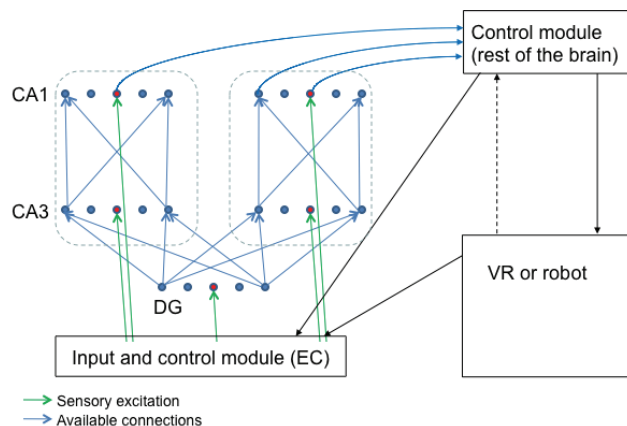 Control module
(rest of the brain)
CA1
CA3
VR or robot
DG
Input and control module (EC)
Sensory excitation
Available connections